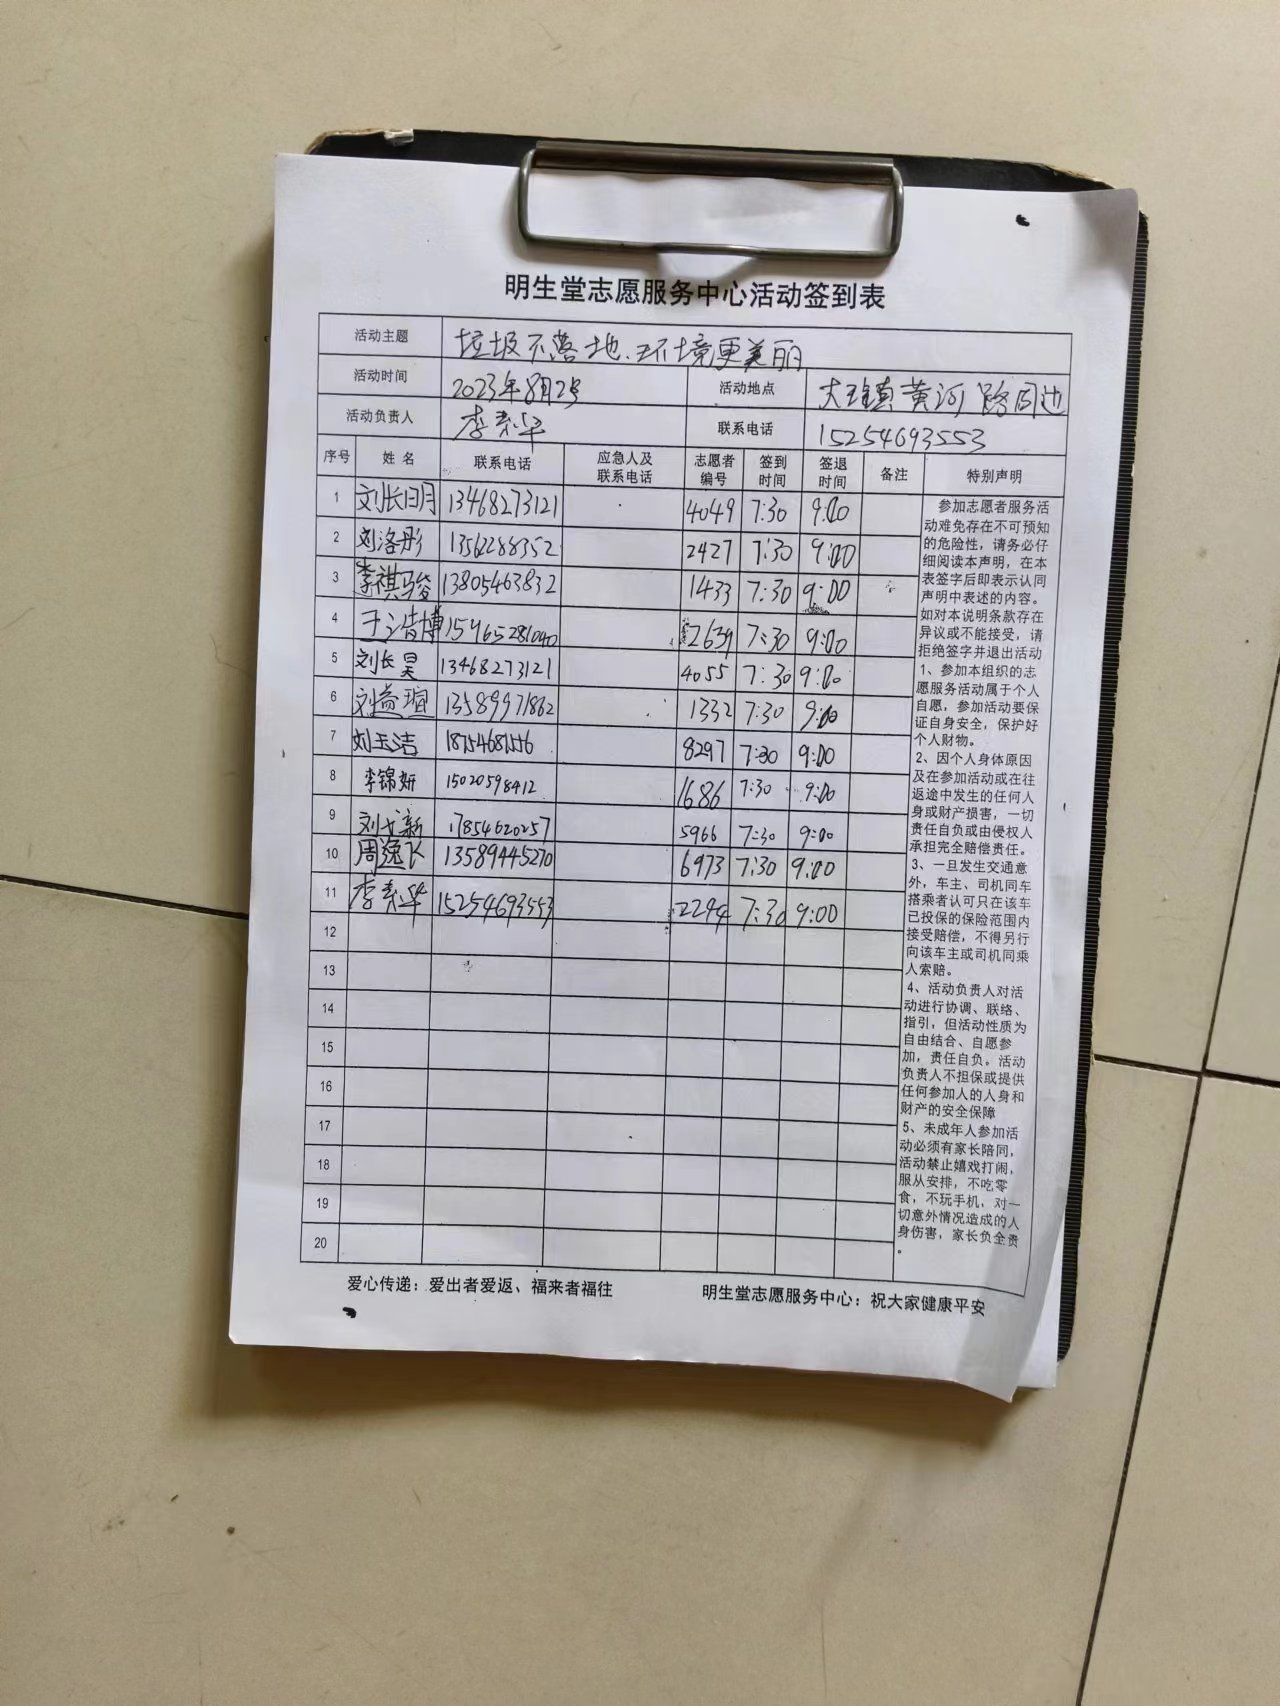 明生堂志愿服务中心活动签到表
活动主题 垃圾不落地.环境更美丽
活动时间 2023年8月2号 活动地点 大王镇黄河路周边
活动负责人 李秀华 联系电话 15254693553
序号 姓名 联系电话 应急人及联系电话 志愿者编号 签到时间 签退时间 备注 特别声明
1 刘长明 13468273121 4049 7:30 9:00
2 刘洛彤 1356288352 2427 7:30 9:00
3 李祺骏 13805463832 1433 7:30 9:00
4 15965281040 2639 7:30 9:00
5 刘长昊 13468273121 4055 7:30 9:00
6 刘益瑄 13589971862 1332 7:30 9:00
7 刘玉洁 8297 7:30 9:00
8 李锦妍 15020598412 1686 7:30 9:00
9 17854620257 5966 7:30 9:00
10 周逸飞 13589445270 6973 7:30 9:00
11 李秀华 15254693553 2294 7:30 9:00
12
13
14
15
16
17
18
19
20
参加志愿者服务活
动难免存在不可预知
的危险性，请务必仔
细阅读本声明，在本
表签字后即表示认同
声明中表述的内容。
如对本说明条款存在
异议或不能接受，请
拒绝签字并退出活动
1、参加本组织的志
愿服务活动属于个人
自愿，参加活动要保
证自身安全，保护好
个人财物。
2、因个人身体原因
及在参加活动或在往
返途中发生的任何人
身或财产损害，一切
责任自负或由侵权人
承担完全赔偿责任。
3、一旦发生交通意
外，车主、司机同车
搭乘者认可只在该车
已投保的保险范围内
接受赔偿，不得另行
向该车主或司机同乘
人索赔。
4、活动负责人对活
动进行协调、联络、
指引，但活动性质为
自由结合、自愿参
加，责任自负。活动
负责人不担保或提供
任何参加人的人身和
财产的安全保障
5、未成年人参加活
动必须有家长陪同，
活动禁止嬉戏打闹，
服从安排，不吃零
食，不玩手机，对一
切意外情况造成的人
身伤害，家长负全责
。
爱心传递：爱出者爱返、福来者福往 明生堂志愿服务中心：祝大家健康平安